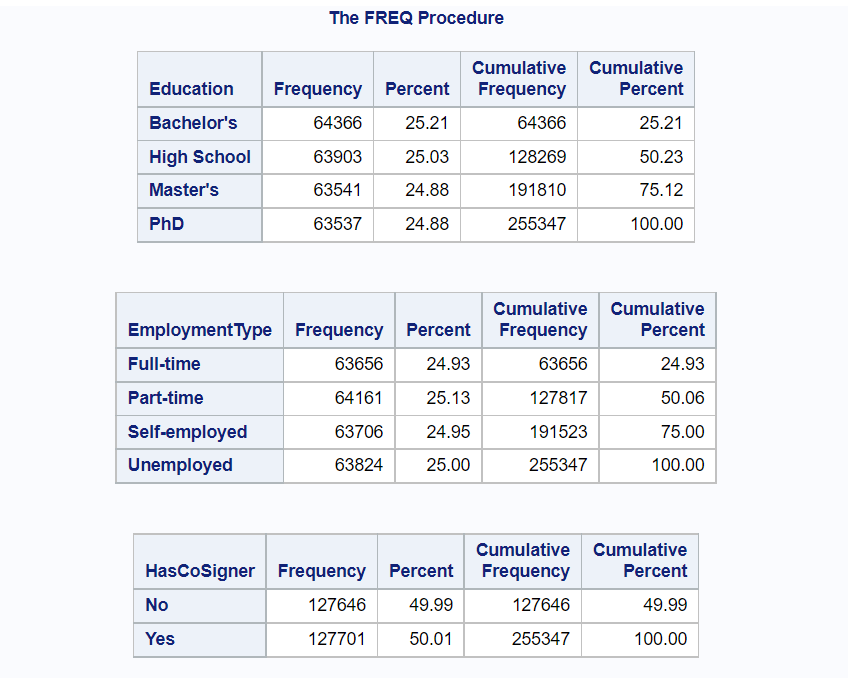 The FREQ Procedure
Education Frequency Percent Cumulative Frequency Cumulative Percent
Bachelor's 64366 25.21 64366 25.21
High School 63903 25.03 128269 50.23
Master's 63541 24.88 191810 75.12
PhD 63537 24.88 255347 100.00
EmploymentType Frequency Percent Cumulative Frequency Cumulative Percent
Full-time 63656 24.93 63656 24.93
Part-time 64161 25.13 127817 50.06
Self-employed 63706 24.95 191523 75.00
Unemployed 63824 25.00 255347 100.00
HasCoSigner Frequency Percent Cumulative Frequency Cumulative Percent
No 127646 49.99 127646 49.99
Yes 127701 50.01 255347 100.00